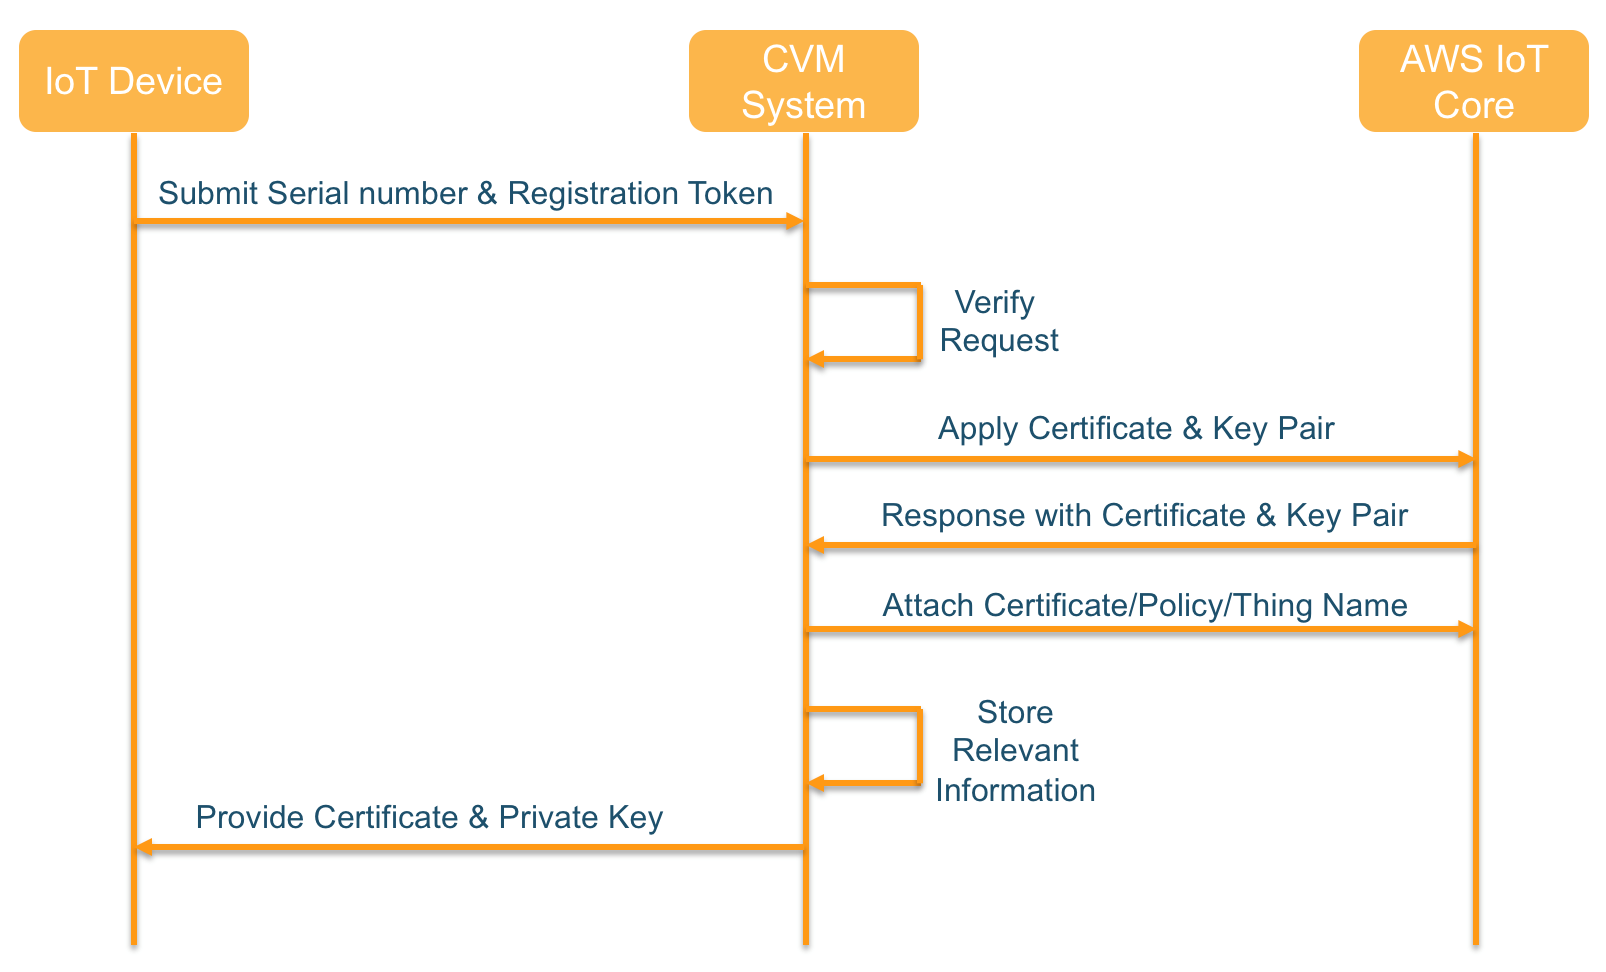 IoT Device
CVM
System
AWS IoT
Core
Submit Serial number & Registration Token
Verify
Request
Apply Certificate & Key Pair
Response with Certificate & Key Pair
Attach Certificate/Policy/Thing Name
Store
Relevant
Information
Provide Certificate & Private Key